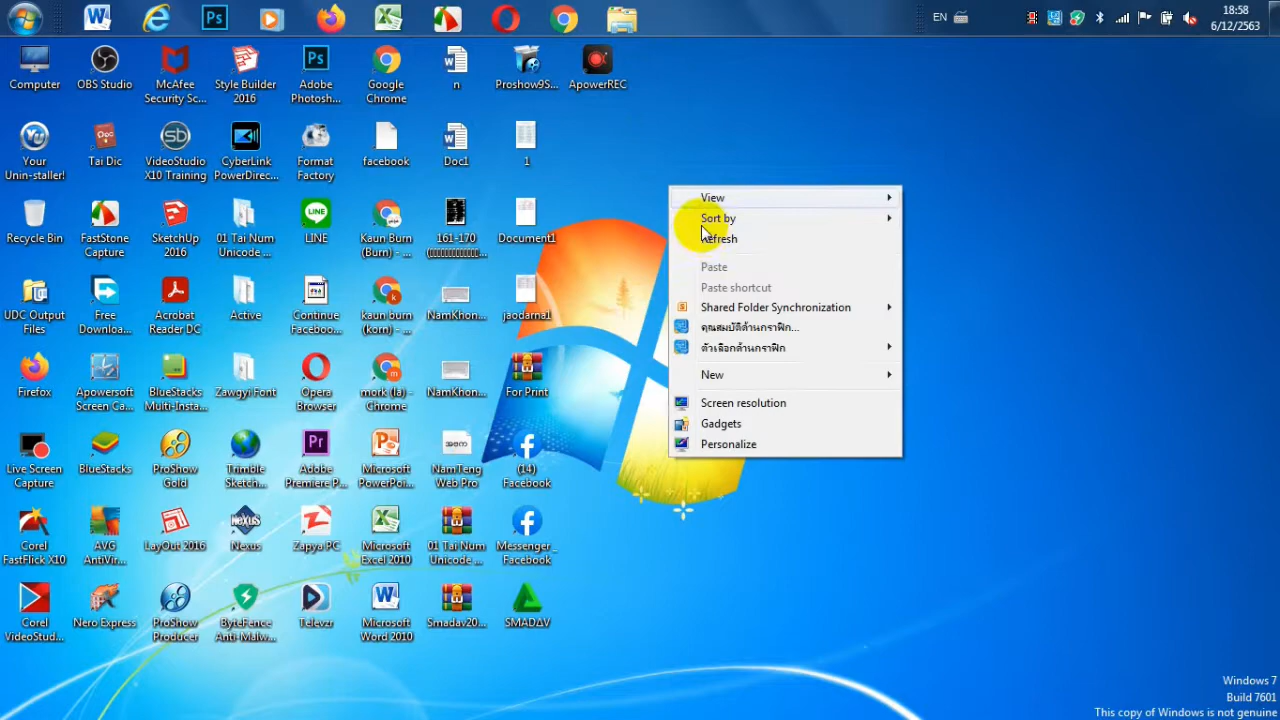 EN
18:58
6/12/2563
Computer
OBS Studio
McAfee
Security Sc...
Style Builder
2016
Adobe
Photosh...
Google
Chrome
n
Proshow9S...
ApowerREC
Your
Unin-staller!
Tai Dic
VideoStudio
X10 Training
CyberLink
PowerDirec...
Format
Factory
facebook
Doc1
1
Recycle Bin
FastStone
Capture
SketchUp
2016
01 Tai Num
Unicode ...
LINE
Kaun Burn
(Burn) - ...
161-170
Document1
UDC Output
Files
Free
Downloa...
Acrobat
Reader DC
Active
Continue
Faceboo...
kaun burn
(korn) - ...
NamKhon...
jaodarna1
Firefox
Apowersoft
Screen Ca...
BlueStacks
Multi-Insta...
Zawgyi Font
Opera
Browser
mork (la) -
Chrome
NamKhon...
For Print
Live Screen
Capture
BlueStacks
ProShow
Gold
Trimble
Sketch...
Adobe
Premiere P...
Microsoft
PowerPoi...
NamTeng
Web Pro
(14)
Facebook
Corel
FastFlick X10
AVG
AntiVir...
LayOut 2016
Nexus
Zapya PC
Microsoft
Excel 2010
01 Tai Num
Unicode ...
Messenger _
Facebook
Corel
VideoStud...
Nero Express
ProShow
Producer
ByteFence
Anti-Malw...
Televzr
Microsoft
Word 2010
Smadav20...
SMADΔV
View
Sort by
Refresh
Paste
Paste shortcut
Shared Folder Synchronization
คุณสมบัติด้านกราฟิก...
ตัวเลือกด้านกราฟิก
New
Screen resolution
Gadgets
Personalize
Windows 7
Build 7601
This copy of Windows is not genuine